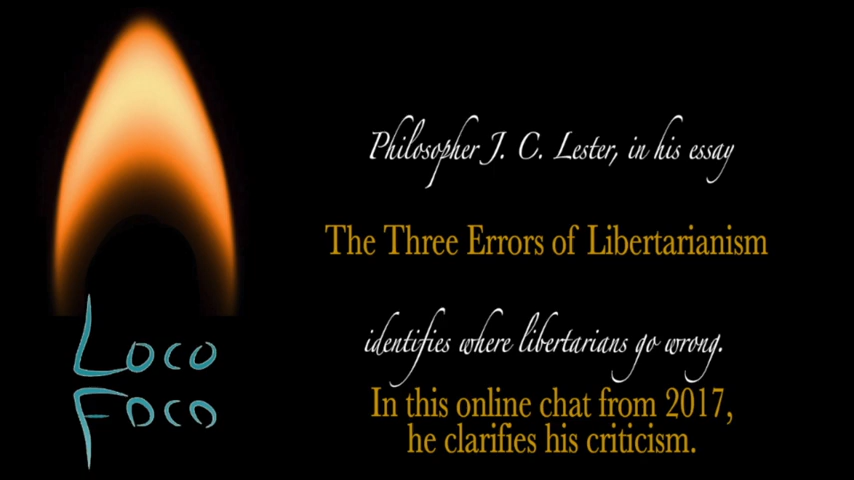 Philosopher J. C. Lester, in his essay
The Three Errors of Libertarianism
identifies where libertarians go wrong.
In this online chat from 2017,
he clarifies his criticism.
Loco
Foco